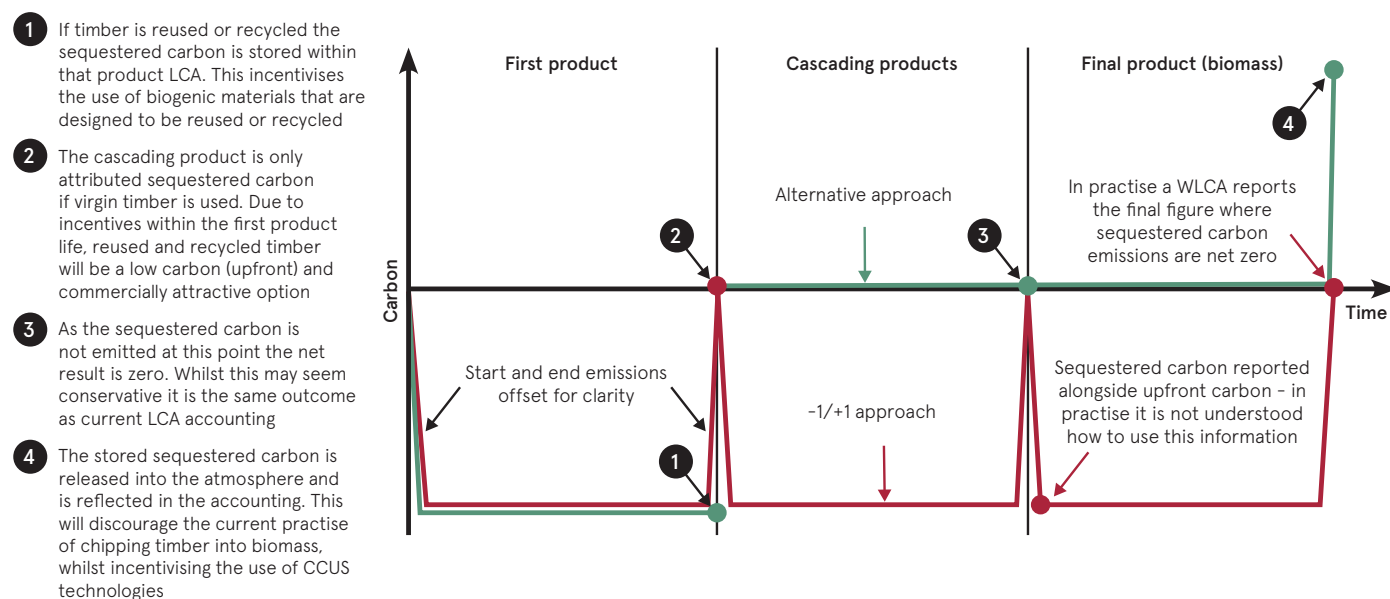 1
If timber is reused or recycled the
sequestered carbon is stored within
that product LCA. This incentivises
the use of biogenic materials that are
designed to be reused or recycled
2
The cascading product is only
attributed sequestered carbon
if virgin timber is used. Due to
incentives within the first product
life, reused and recycled timber
will be a low carbon (upfront) and
commercially attractive option
3
As the sequestered carbon is
not emitted at this point the net
result is zero. Whilst this may seem
conservative it is the same outcome
as current LCA accounting
4
The stored sequestered carbon is
released into the atmosphere and
is reflected in the accounting. This
will discourage the current practise
of chipping timber into biomass,
whilst incentivising the use of CCUS
technologies
First product
Cascading products
Final product (biomass)
4
Alternative approach
In practise a WLCA reports
the final figure where
sequestered carbon
emissions are net zero
2
3
Carbon
Time
Start and end emissions
offset for clarity
-1/+1 approach
Sequestered carbon reported
alongside upfront carbon - in
practise it is not understood
how to use this information
1